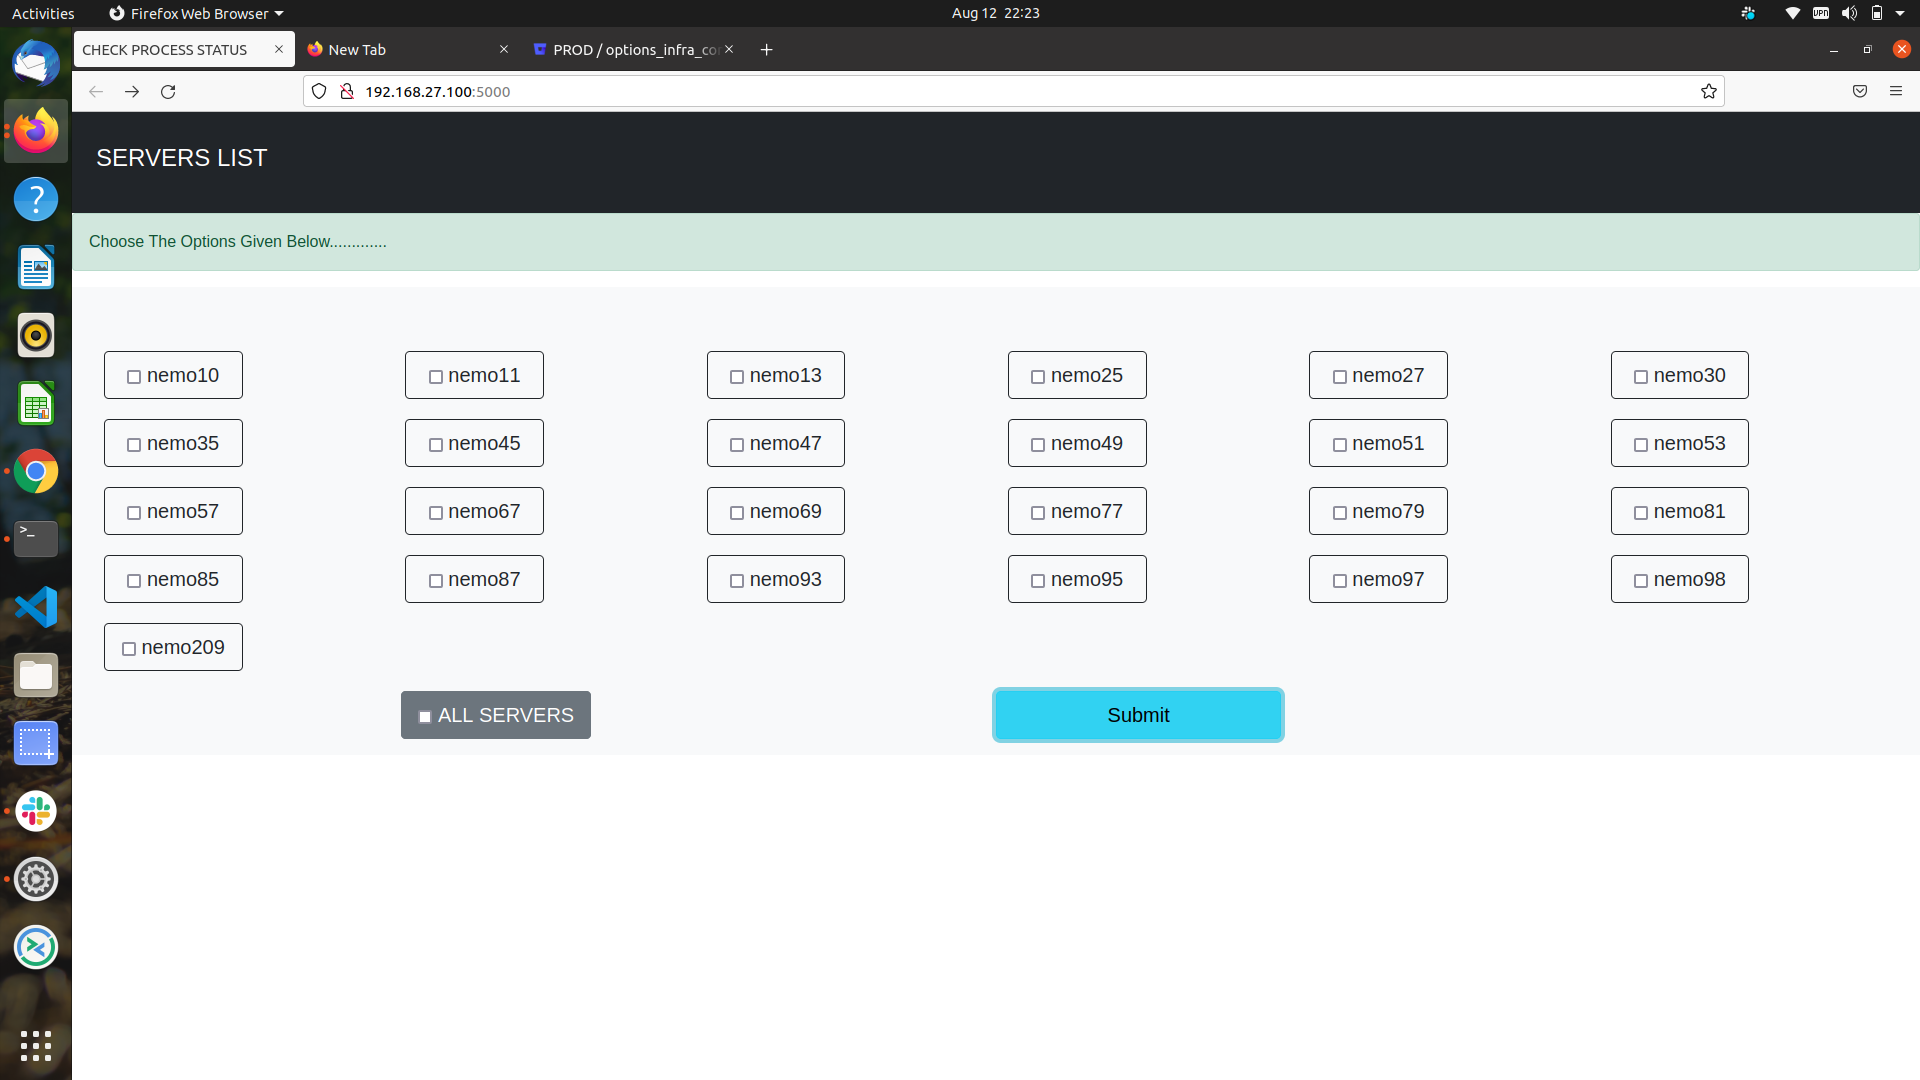 Activities Firefox Web Browser Aug 12 22:23 VPN
CHECK PROCESS STATUS New Tab PROD / options_infra_co
192.168.27.100:5000
SERVERS LIST
Choose The Options Given Below.............
nemo10 nemo11 nemo13 nemo25 nemo27 nemo30
nemo35 nemo45 nemo47 nemo49 nemo51 nemo53
nemo57 nemo67 nemo69 nemo77 nemo79 nemo81
nemo85 nemo87 nemo93 nemo95 nemo97 nemo98
nemo209
ALL SERVERS Submit